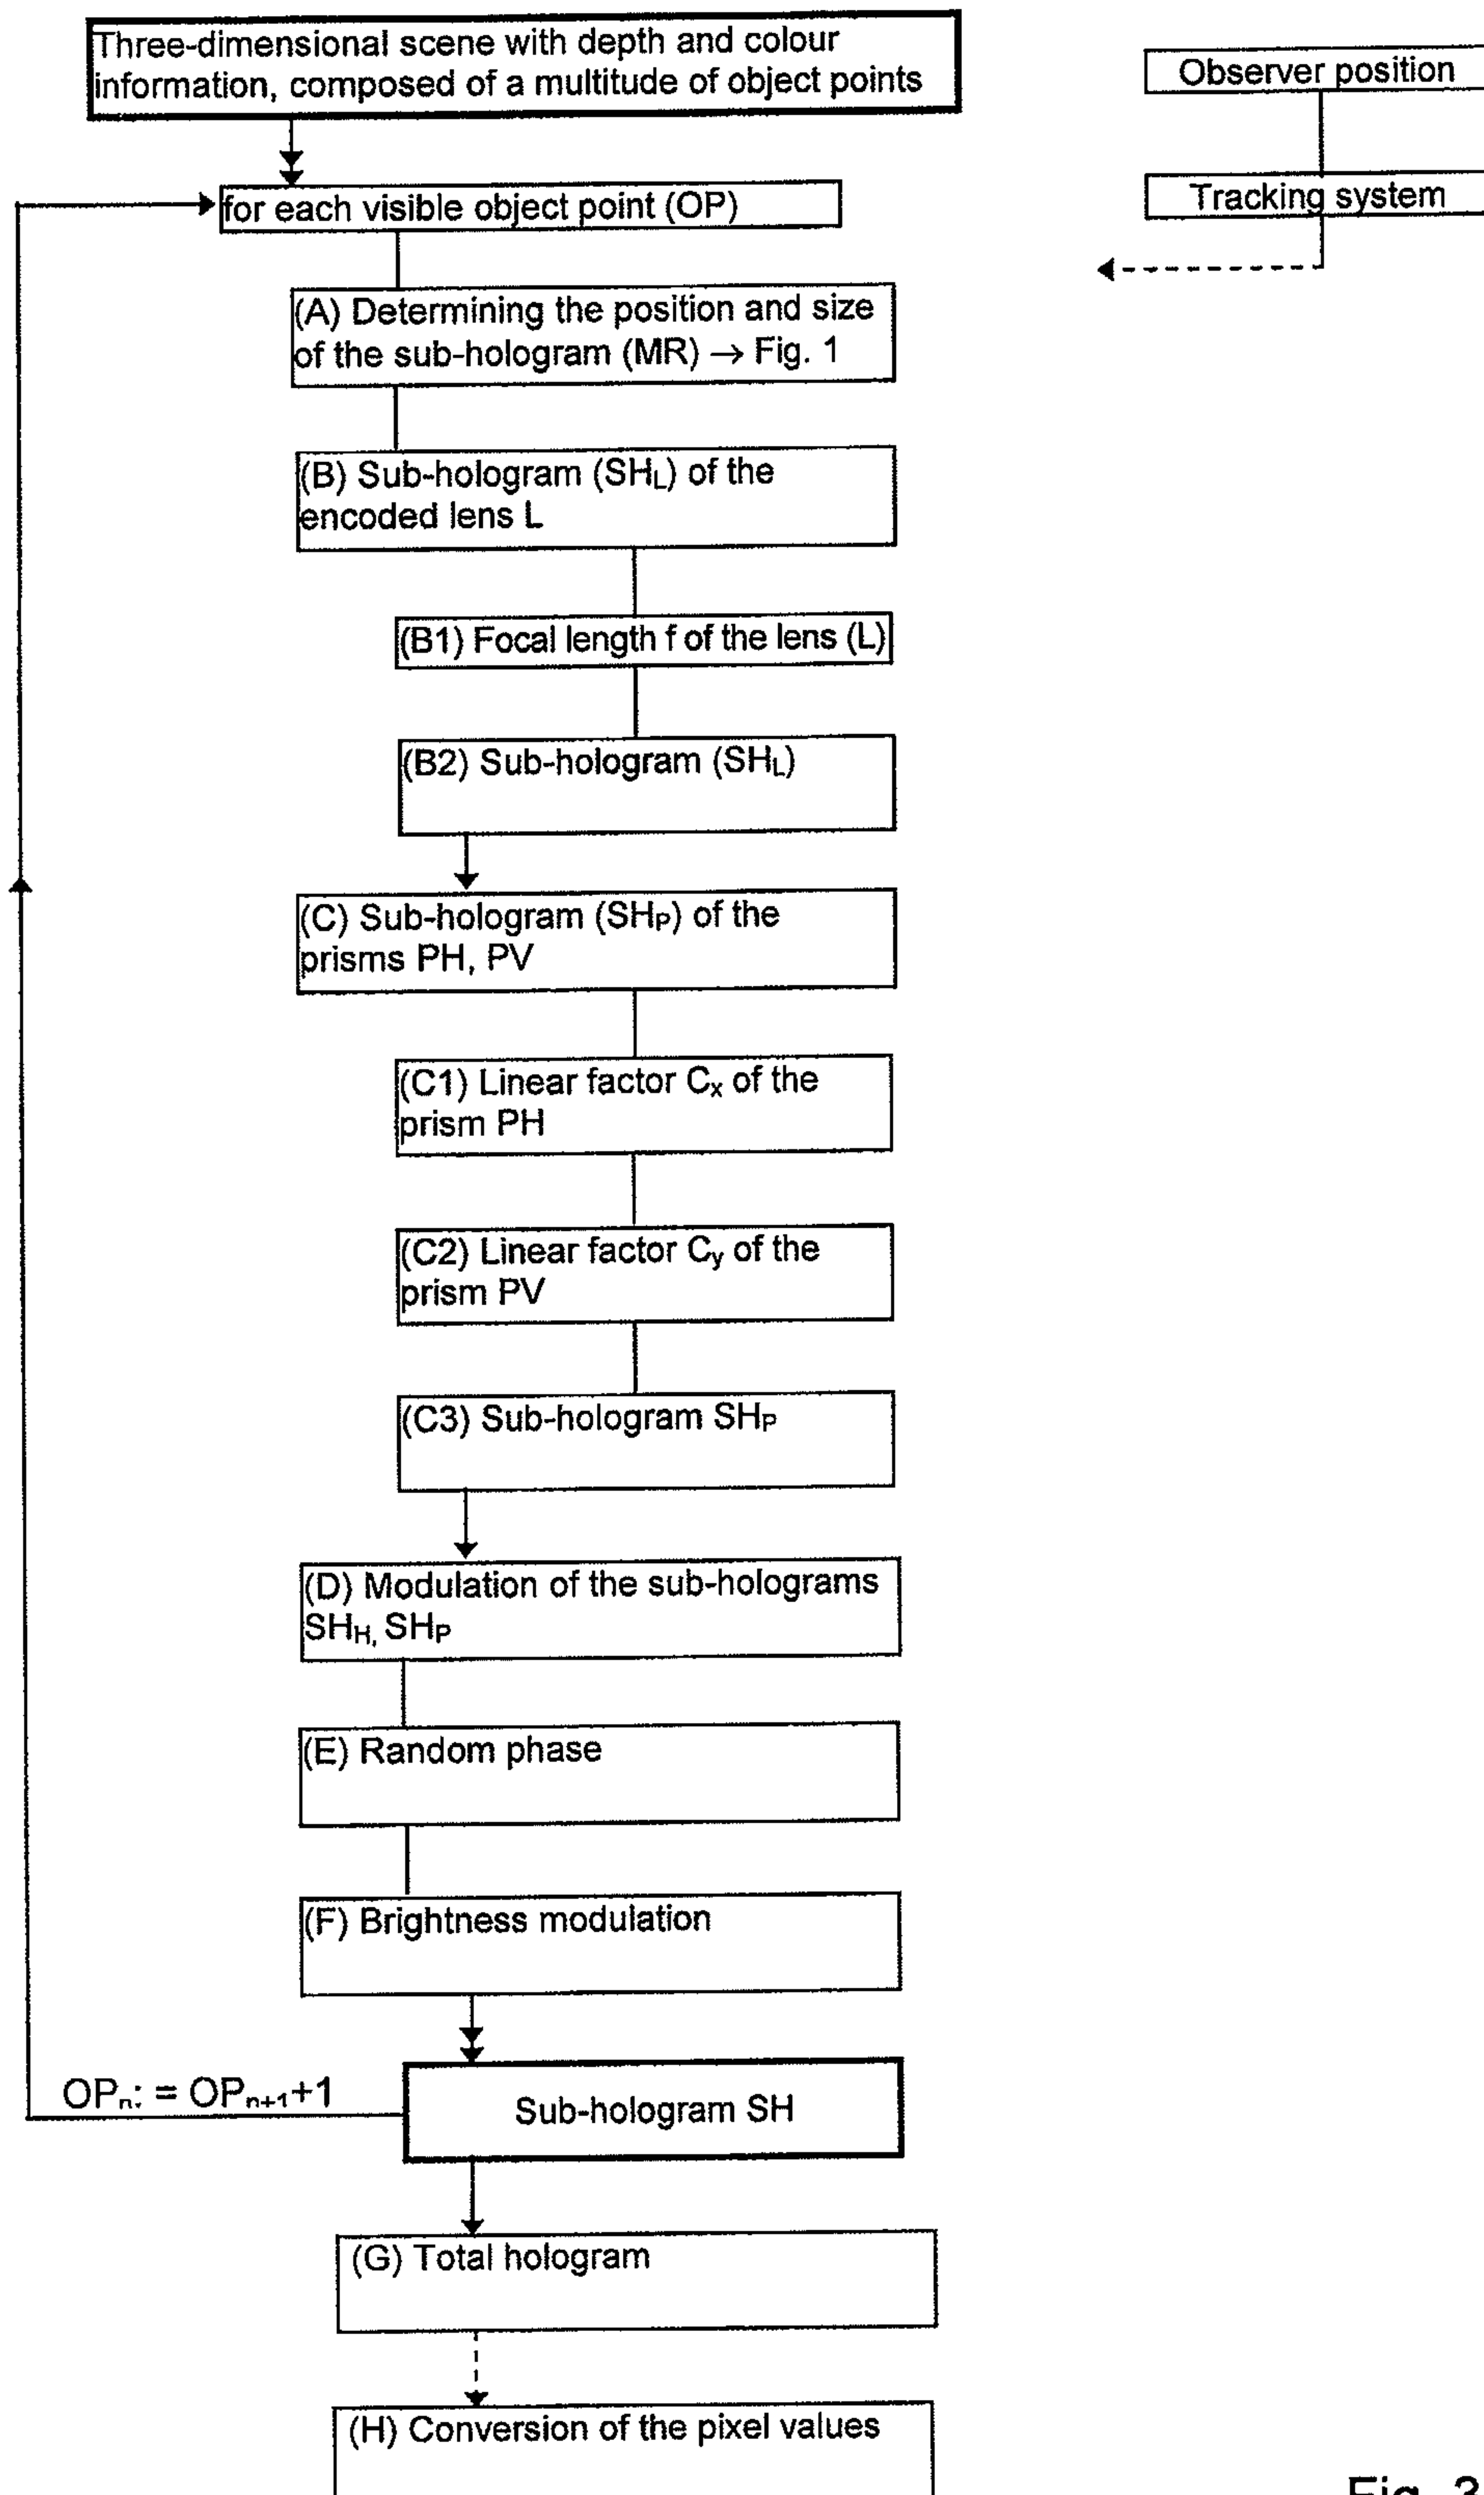 Three-dimensional scene with depth and colour
information, composed of a multitude of object points
Observer position
for each visible object point (OP)
Tracking system
(A) Determining the position and size
of the sub-hologram (MR) → Fig. 1
(B) Sub-hologram (SHL) of the
encoded lens L
(B1) Focal length f of the lens (L)
(B2) Sub-hologram (SHL)
(C) Sub-hologram (SHP) of the
prisms PH, PV
(C1) Linear factor Cx of the
prism PH
(C2) Linear factor Cy of the
prism PV
(C3) Sub-hologram SHP
(D) Modulation of the sub-holograms
SHH, SHP
(E) Random phase
(F) Brightness modulation
OPn: = OPn+1+1
Sub-hologram SH
(G) Total hologram
(H) Conversion of the pixel values
Fig. 3